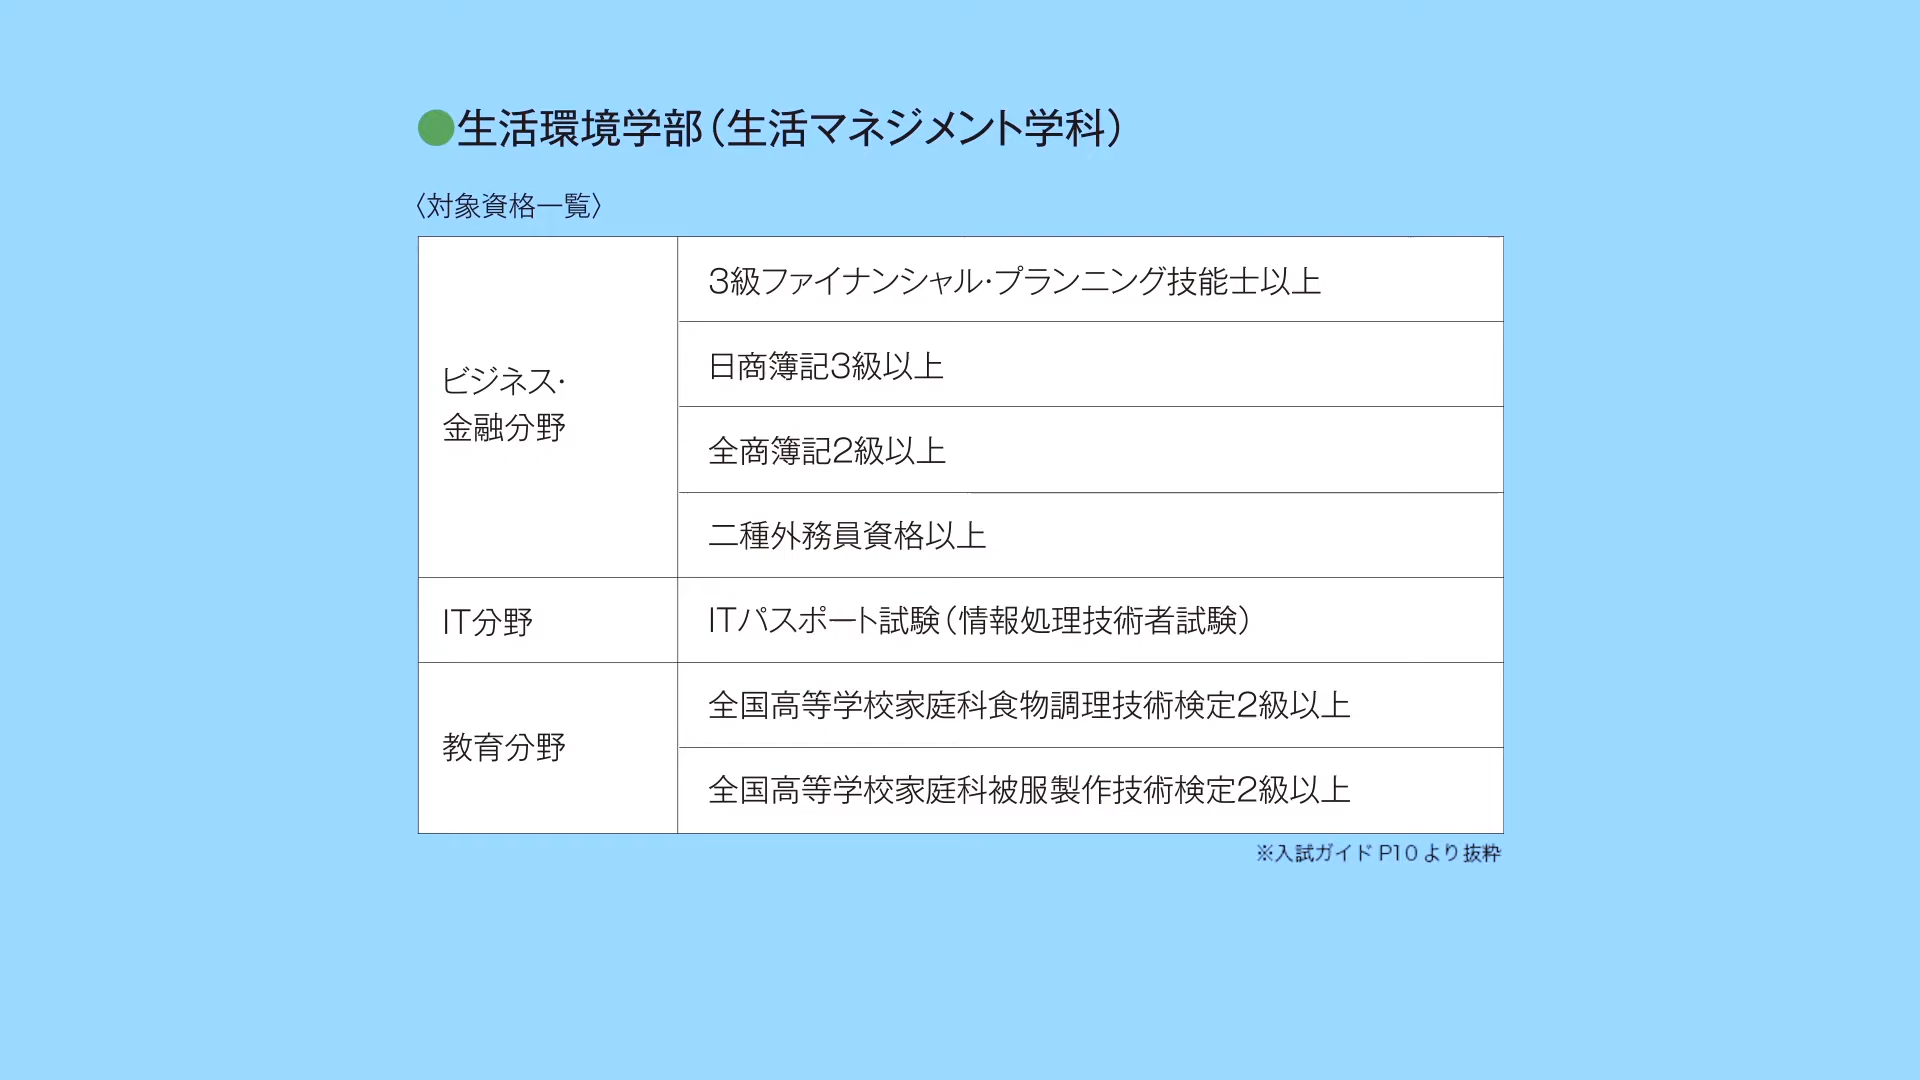 ●生活環境学部（生活マネジメント学科）
〈対象資格一覧〉
ビジネス・
金融分野
3級ファイナンシャル・プランニング技能士以上
日商簿記3級以上
全商簿記2級以上
二種外務員資格以上
IT分野
ITパスポート試験（情報処理技術者試験）
教育分野
全国高等学校家庭科食物調理技術検定2級以上
全国高等学校家庭科被服製作技術検定2級以上
※入試ガイド P10 より抜粋